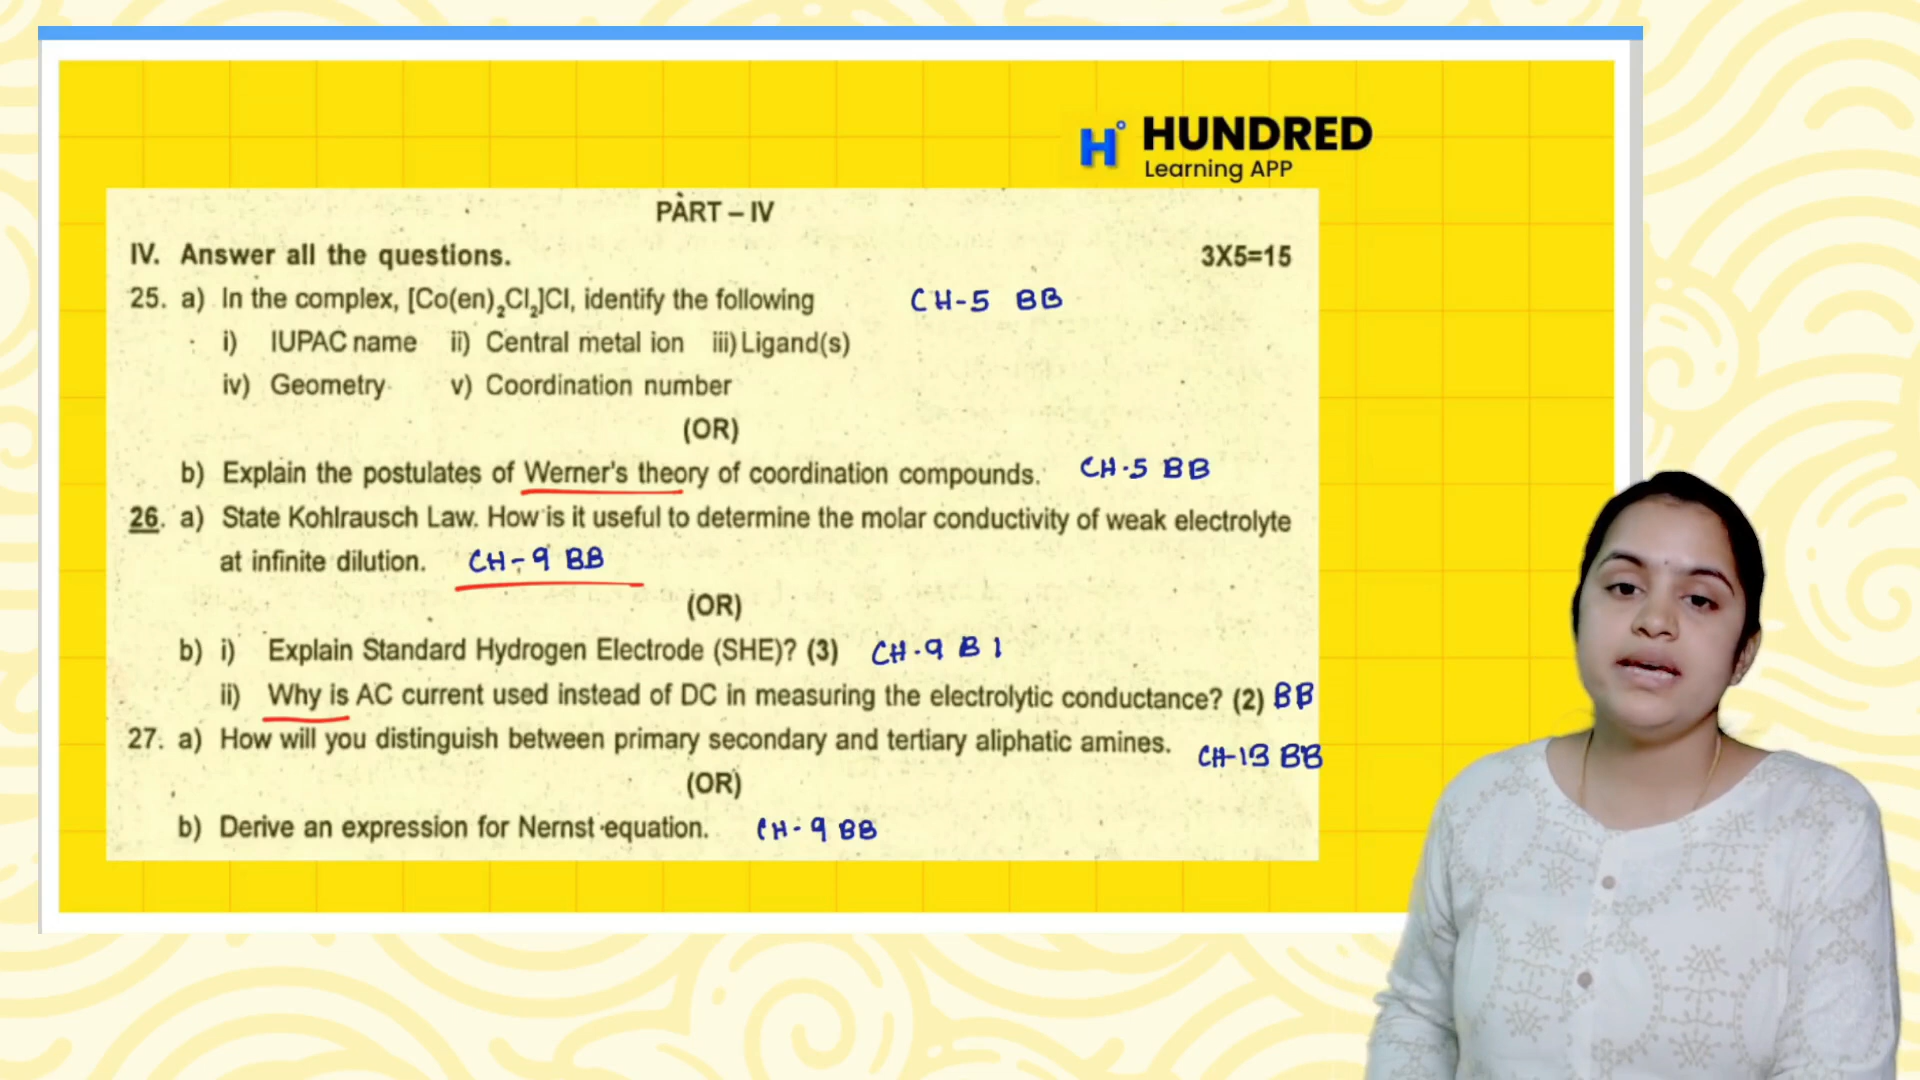 H° HUNDRED
Learning APP
PART – IV
IV. Answer all the questions. 3X5=15
25. a) In the complex, [Co(en)₂Cl₂]Cl, identify the following CH-5 BB
i) IUPAC name ii) Central metal ion iii) Ligand(s)
iv) Geometry v) Coordination number
(OR)
b) Explain the postulates of Werner's theory of coordination compounds. CH-5 BB
26. a) State Kohlrausch Law. How is it useful to determine the molar conductivity of weak electrolyte
at infinite dilution. CH-9 BB
(OR)
b) i) Explain Standard Hydrogen Electrode (SHE)? (3) CH-9 B I
ii) Why is AC current used instead of DC in measuring the electrolytic conductance? (2) BB
27. a) How will you distinguish between primary secondary and tertiary aliphatic amines. CH-13 BB
(OR)
b) Derive an expression for Nernst equation. CH-9 BB